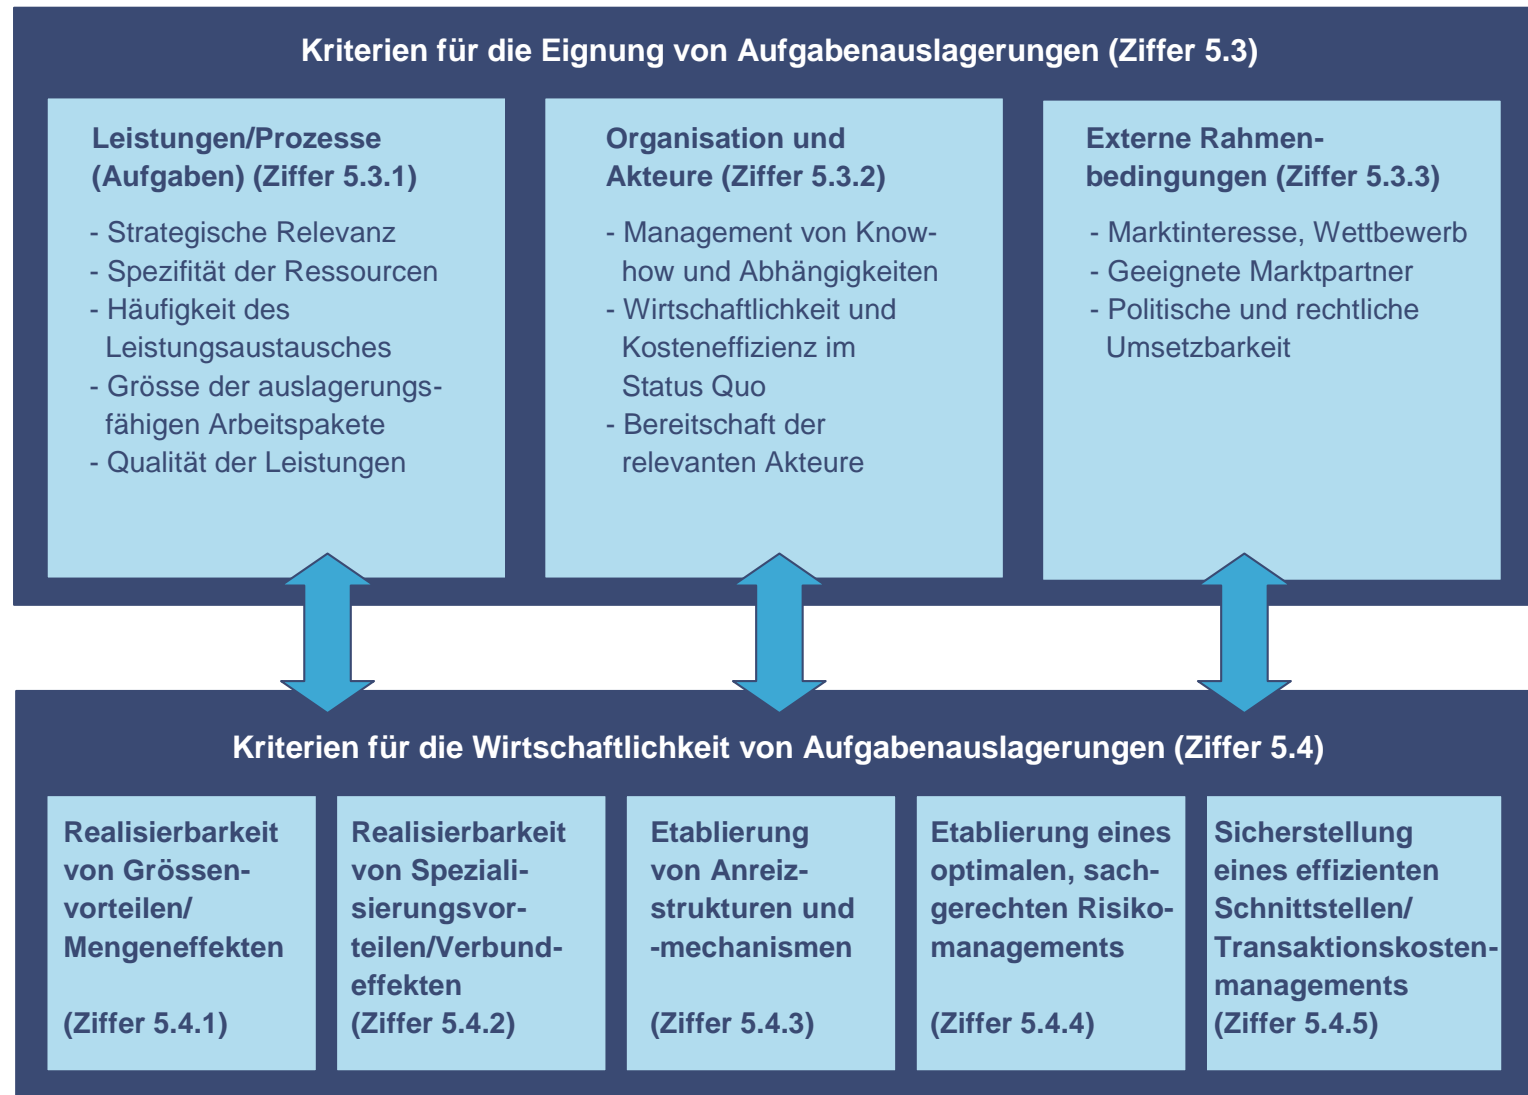 Kriterien für die Eignung von Aufgabenauslagerungen (Ziffer 5.3)
Leistungen/Prozesse
(Aufgaben) (Ziffer 5.3.1)
- Strategische Relevanz
- Spezifität der Ressourcen
- Häufigkeit des
Leistungsaustausches
- Grösse der auslagerungs-
fähigen Arbeitspakete
- Qualität der Leistungen
Organisation und
Akteure (Ziffer 5.3.2)
- Management von Know-
how und Abhängigkeiten
- Wirtschaftlichkeit und
Kosteneffizienz im
Status Quo
- Bereitschaft der
relevanten Akteure
Externe Rahmen-
bedingungen (Ziffer 5.3.3)
- Marktinteresse, Wettbewerb
- Geeignete Marktpartner
- Politische und rechtliche
Umsetzbarkeit
Kriterien für die Wirtschaftlichkeit von Aufgabenauslagerungen (Ziffer 5.4)
Realisierbarkeit
von Grössen-
vorteilen/
Mengeneffekten
(Ziffer 5.4.1)
Realisierbarkeit
von Speziali-
sierungsvor-
teilen/Verbund-
effekten
(Ziffer 5.4.2)
Etablierung
von Anreiz-
strukturen und
-mechanismen
(Ziffer 5.4.3)
Etablierung eines
optimalen, sach-
gerechten Risiko-
managements
(Ziffer 5.4.4)
Sicherstellung
eines effizienten
Schnittstellen/
Transaktionskosten-
managements
(Ziffer 5.4.5)